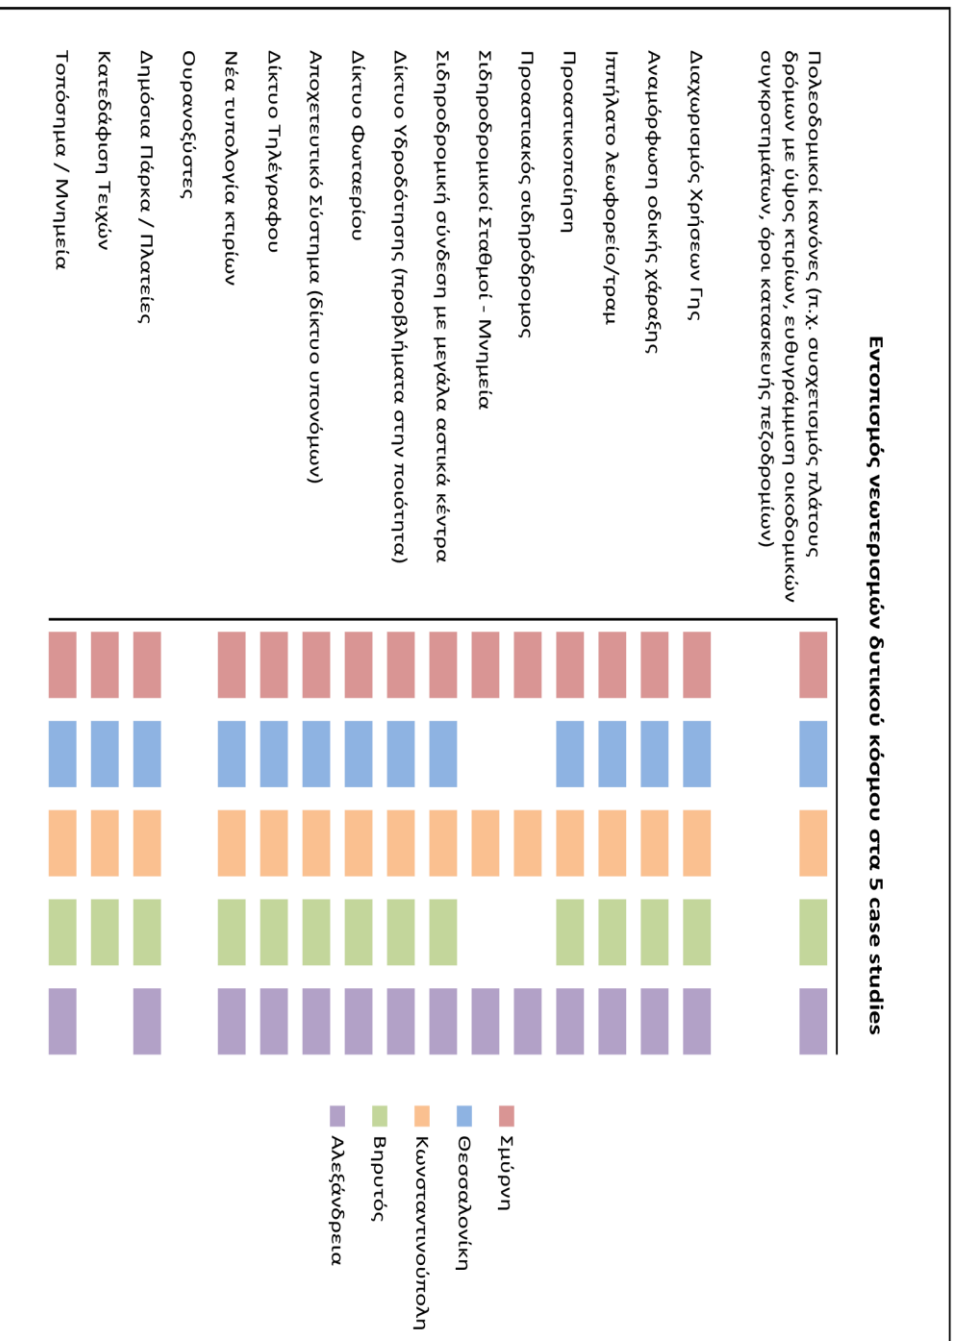 Εντοπισμός νεωτερισμών δυτικού κόσμου στα 5 case studies
Πολεοδομικοί κανόνες (π.χ. συσχετισμός πλάτους
δρόμων με ύψος κτιρίων, ευθυγράμμιση οικοδομικών
συγκροτημάτων, όροι κατασκευής πεζοδρομίων)
Διαχωρισμός Χρήσεων Γης
Αναμόρφωση οδικής χάραξης
Ιππήλατο λεωφορείο/τραμ
Προαστικοποίηση
Προαστιακός σιδηρόδρομος
Σιδηροδρομικοί Σταθμοί - Μνημεία
Σιδηροδρομική σύνδεση με μεγάλα αστικά κέντρα
Δίκτυο Υδροδότησης (προβλήματα στην ποιότητα)
Δίκτυο Φωταερίου
Αποχετευτικό Σύστημα (δίκτυο υπονόμων)
Δίκτυο Τηλέγραφου
Νέα τυπολογία κτιρίων
Ουρανοξύστες
Δημόσια Πάρκα / Πλατείες
Κατεδάφιση Τειχών
Τοπόσημα / Μνημεία
Σμύρνη
Θεσσαλονίκη
Κωνσταντινούπολη
Βηρυτός
Αλεξάνδρεια